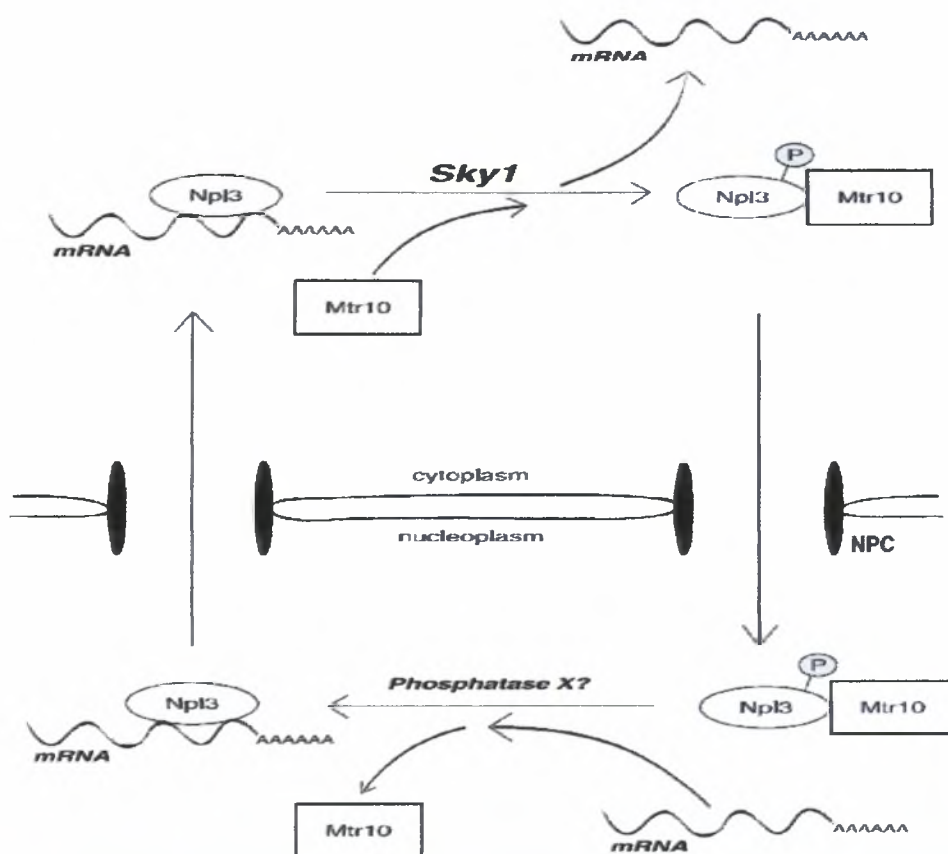 AAAAAA
mRNA
P
Sky1
Npl3
Npl3
Mtr10
AAAAAA
mRNA
Mtr10
cytoplasm
nucleoplasm
NPC
P
Phosphatase X?
Npl3
Npl3
Mtr10
AAAAAA
mRNA
Mtr10
AAAAAA
mRNA